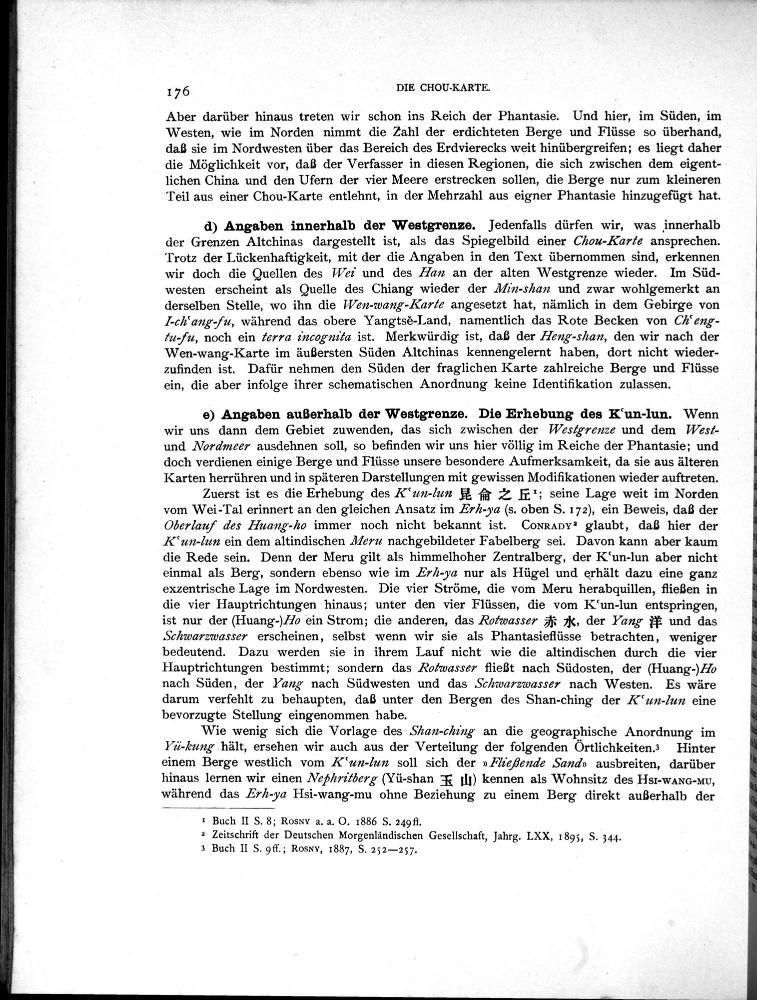 176
DIE CHOU-KARTE.
Aber darüber hinaus treten wir schon ins Reich der Phantasie. Und hier, im Süden, im
Westen, wie im Norden nimmt die Zahl der erdichteten Berge und Flüsse so überhand,
daß sie im Nordwesten über das Bereich des Erdvierecks weit hinübergreifen; es liegt daher
die Möglichkeit vor, daß der Verfasser in diesen Regionen, die sich zwischen dem eigent-
lichen China und den Ufern der vier Meere erstrecken sollen, die Berge nur zum kleineren
Teil aus einer Chou-Karte entlehnt, in der Mehrzahl aus eigner Phantasie hinzugefügt hat.
d) Angaben innerhalb der Westgrenze. Jedenfalls dürfen wir, was innerhalb
der Grenzen Altchinas dargestellt ist, als das Spiegelbild einer Chou-Karte ansprechen.
Trotz der Lückenhaftigkeit, mit der die Angaben in den Text übernommen sind, erkennen
wir doch die Quellen des Wei und des Han an der alten Westgrenze wieder. Im Süd-
westen erscheint als Quelle des Chiang wieder der Min-shan und zwar wohlgemerkt an
derselben Stelle, wo ihn die Wen-wang-Karte angesetzt hat, nämlich in dem Gebirge von
I-chʻang-fu, während das obere Yangtsĕ-Land, namentlich das Rote Becken von Chʻeng-
tu-fu, noch ein terra incognita ist. Merkwürdig ist, daß der Heng-shan, den wir nach der
Wen-wang-Karte im äußersten Süden Altchinas kennengelernt haben, dort nicht wieder-
zufinden ist. Dafür nehmen den Süden der fraglichen Karte zahlreiche Berge und Flüsse
ein, die aber infolge ihrer schematischen Anordnung keine Identifikation zulassen.
e) Angaben außerhalb der Westgrenze. Die Erhebung des Kʻun-lun. Wenn
wir uns dann dem Gebiet zuwenden, das sich zwischen der Westgrenze und dem West-
und Nordmeer ausdehnen soll, so befinden wir uns hier völlig im Reiche der Phantasie; und
doch verdienen einige Berge und Flüsse unsere besondere Aufmerksamkeit, da sie aus älteren
Karten herrühren und in späteren Darstellungen mit gewissen Modifikationen wieder auftreten.
Zuerst ist es die Erhebung des Kʻun-lun 昆侖之丘¹; seine Lage weit im Norden
vom Wei-Tal erinnert an den gleichen Ansatz im Erh-ya (s. oben S. 172), ein Beweis, daß der
Oberlauf des Huang-ho immer noch nicht bekannt ist. CONRADY² glaubt, daß hier der
Kʻun-lun ein dem altindischen Meru nachgebildeter Fabelberg sei. Davon kann aber kaum
die Rede sein. Denn der Meru gilt als himmelhoher Zentralberg, der Kʻun-lun aber nicht
einmal als Berg, sondern ebenso wie im Erh-ya nur als Hügel und erhält dazu eine ganz
exzentrische Lage im Nordwesten. Die vier Ströme, die vom Meru herabquillen, fließen in
die vier Hauptrichtungen hinaus; unter den vier Flüssen, die vom Kʻun-lun entspringen,
ist nur der (Huang-)Ho ein Strom; die anderen, das Rotwasser 赤水, der Yang 洋 und das
Schwarzwasser erscheinen, selbst wenn wir sie als Phantasieflüsse betrachten, weniger
bedeutend. Dazu werden sie in ihrem Lauf nicht wie die altindischen durch die vier
Hauptrichtungen bestimmt; sondern das Rotwasser fließt nach Südosten, der (Huang-)Ho
nach Süden, der Yang nach Südwesten und das Schwarzwasser nach Westen. Es wäre
darum verfehlt zu behaupten, daß unter den Bergen des Shan-ching der Kʻun-lun eine
bevorzugte Stellung eingenommen habe.
Wie wenig sich die Vorlage des Shan-ching an die geographische Anordnung im
Yü-kung hält, ersehen wir auch aus der Verteilung der folgenden Örtlichkeiten.³ Hinter
einem Berge westlich vom Kʻun-lun soll sich der »Fließende Sand« ausbreiten, darüber
hinaus lernen wir einen Nephritberg (Yü-shan 玉山) kennen als Wohnsitz des HSI-WANG-MU,
während das Erh-ya Hsi-wang-mu ohne Beziehung zu einem Berg direkt außerhalb der
¹ Buch II S. 8; ROSNY a. a. O. 1886 S. 249fl.
² Zeitschrift der Deutschen Morgenländischen Gesellschaft, Jahrg. LXX, 1895, S. 344.
³ Buch II S. 9ff.; ROSNY, 1887, S. 252—257.